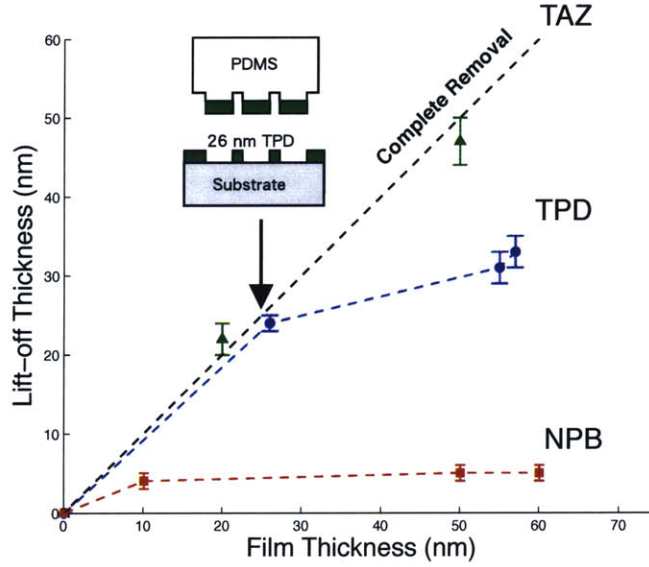 TAZ
60
PDMS
Complete Removal
50
26 nm TPD
Substrate
40
TPD
Lift-off Thickness (nm)
30
20
10
NPB
0
0 10 20 30 40 50 60 70
Film Thickness (nm)